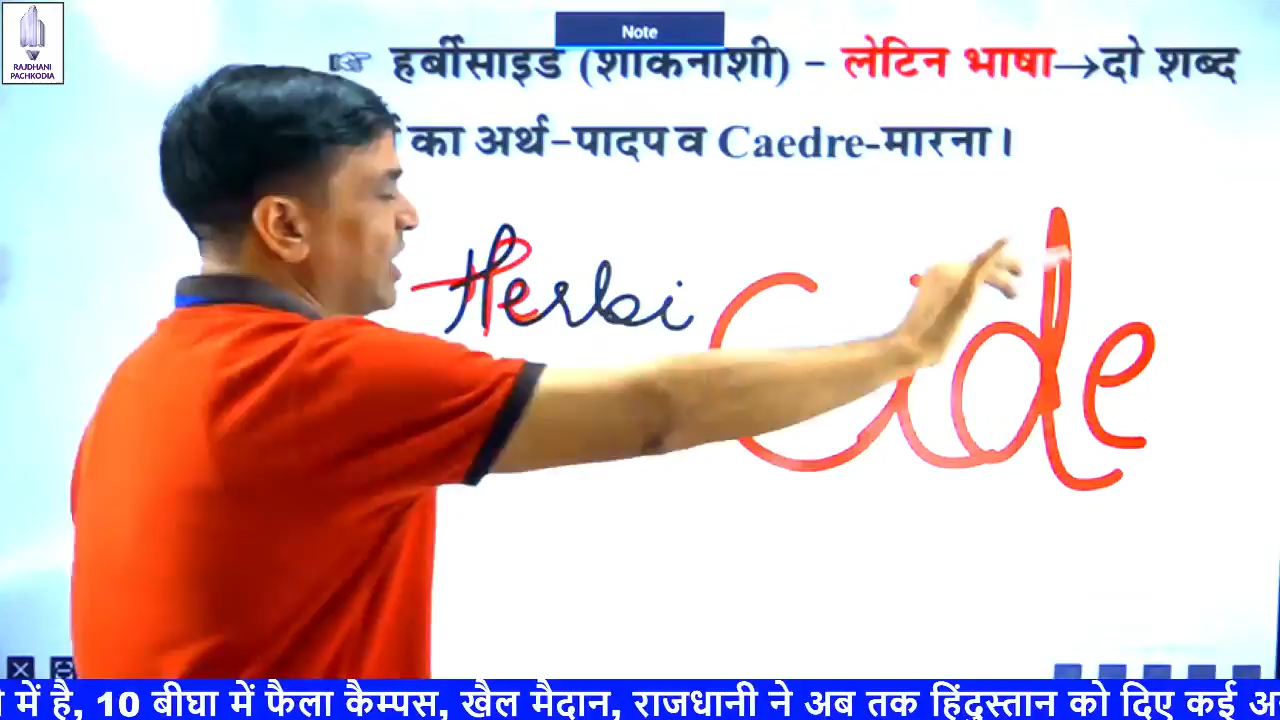 RAJDHANI
PACHKODIA
Note
☞ हर्बीसाइड (शाकनाशी) - लेटिन भाषा→दो शब्द
का अर्थ-पादप व Caedre-मारना।
Herbi cide
में है, 10 बीघा में फैला कैम्पस, खैल मैदान, राजधानी ने अब तक हिंदुस्तान को दिए कई